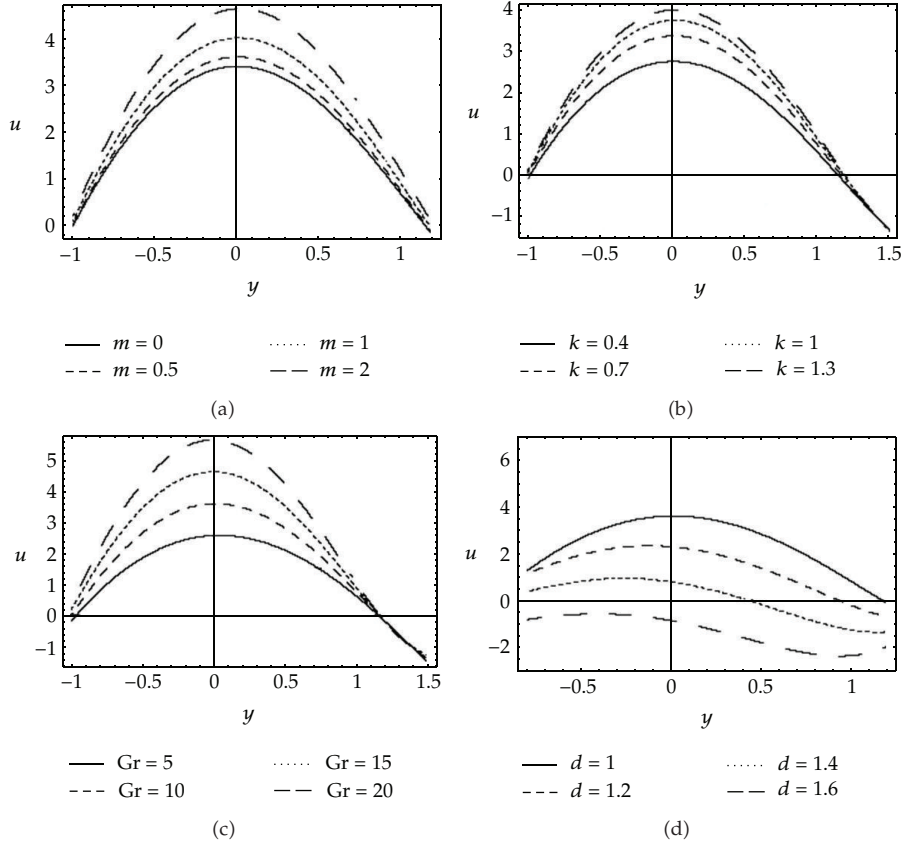 4
3
2
1
0
u
−1
−0.5
0
0.5
1
y
m = 0
m = 1
m = 0.5
m = 2
(a)
4
3
2
1
0
−1
u
−1
−0.5
0
0.5
1
1.5
y
k = 0.4
k = 1
k = 0.7
k = 1.3
(b)
5
4
3
2
1
0
−1
u
−1
−0.5
0
0.5
1
1.5
y
Gr = 5
Gr = 15
Gr = 10
Gr = 20
(c)
6
4
2
0
−2
u
−0.5
0
0.5
1
y
d = 1
d = 1.4
d = 1.2
d = 1.6
(d)